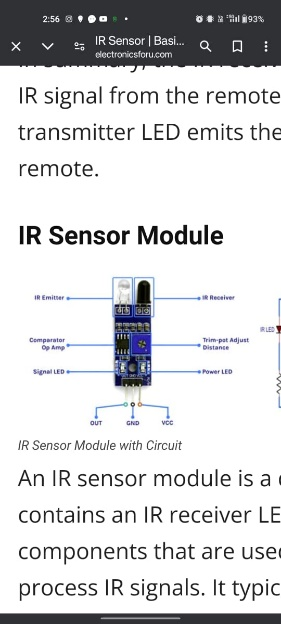 2:56
93%
IR Sensor | Basi...
electronicsforu.com
IR signal from the remote
transmitter LED emits the
remote.
IR Sensor Module
IR Emitter
IR Receiver
IR LED
Comparator
Op Amp
Trim-pot Adjust
Distance
Signal LED
Power LED
OUT
GND
VCC
IR Sensor Module with Circuit
An IR sensor module is a
contains an IR receiver LE
components that are use
process IR signals. It typic